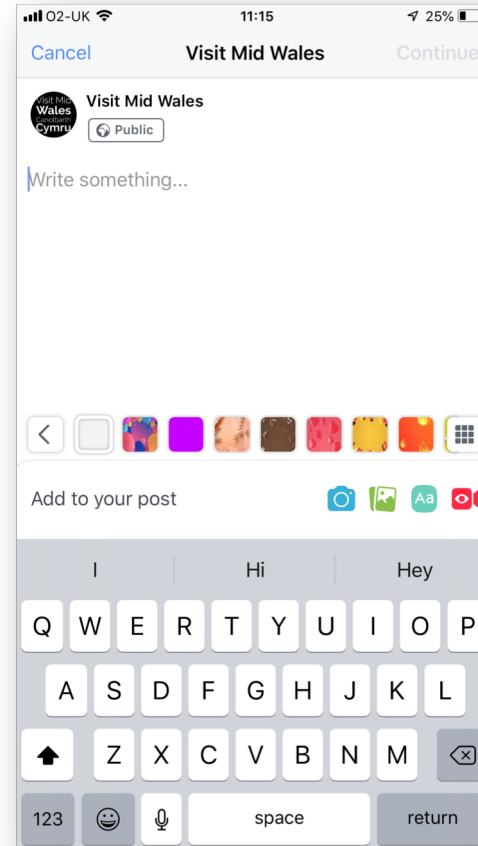 O2-UK 11:15 25%
Cancel Visit Mid Wales Continue
Visit Mid
Wales
Canolbarth
Cymru
Visit Mid Wales
Public
Write something...
Add to your post
Aa
I Hi Hey
Q W E R T Y U I O P
A S D F G H J K L
Z X C V B N M
123 space return